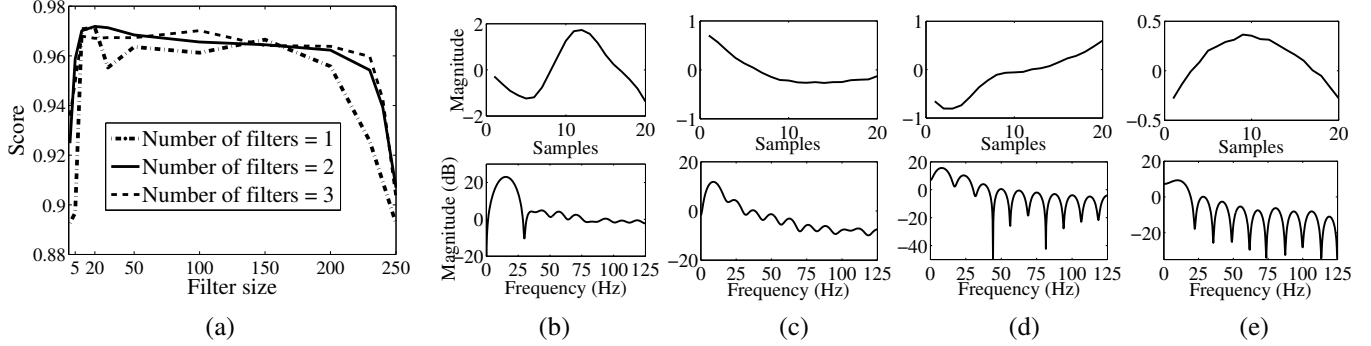 0.98
0.96
0.94
0.92
0.9
0.88
Score
Number of filters = 1
Number of filters = 2
Number of filters = 3
5 20 50 100 150 200 250
Filter size
(a)
2
0
−2
Magnitude
0 10 20
Samples
20
0
−20
Magnitude (dB)
0 25 50 75 100 125
Frequency (Hz)
(b)
1
0
−1
0 10 20
Samples
20
0
−20
0 25 50 75 100 125
Frequency (Hz)
(c)
1
0
−1
0 10 20
Samples
20
0
−20
−40
0 25 50 75 100 125
Frequency (Hz)
(d)
0.5
0
−0.5
0 10 20
Samples
20
0
−20
0 25 50 75 100 125
Frequency (Hz)
(e)